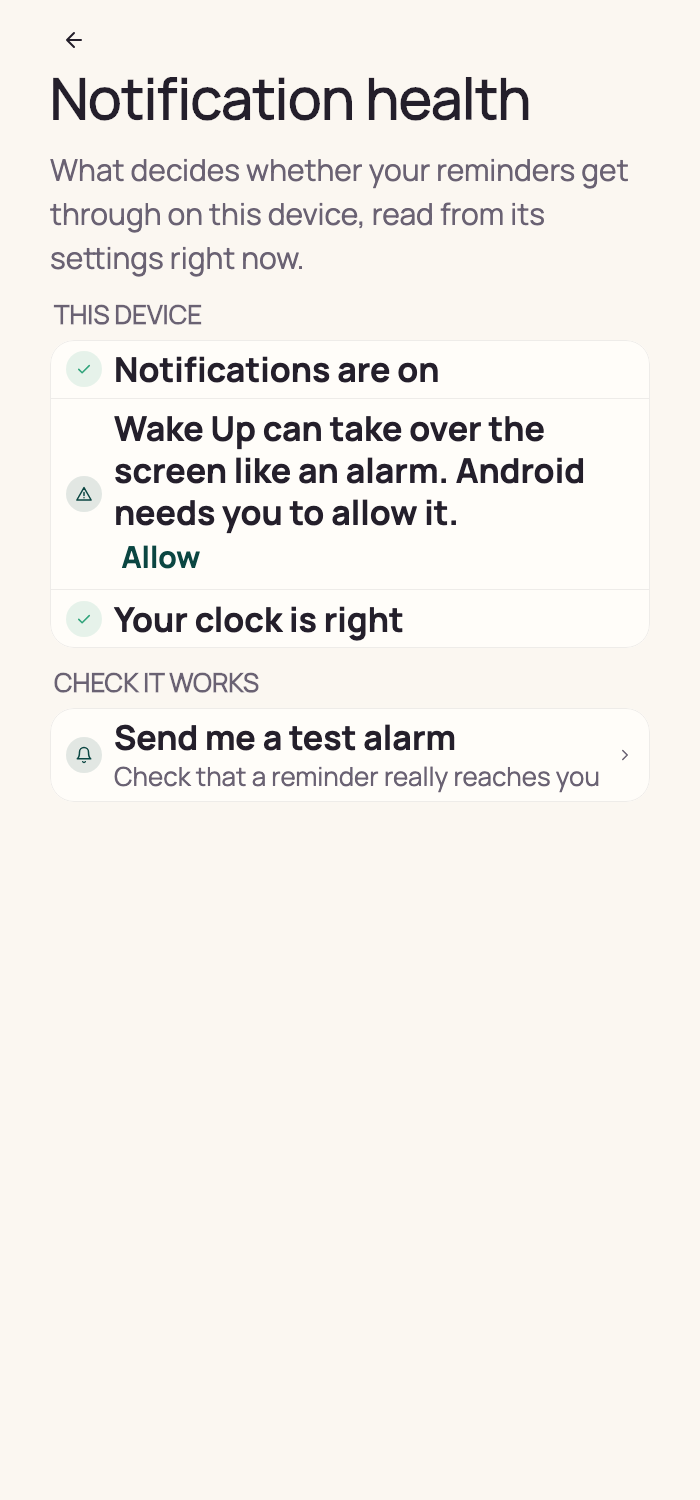 Notification health
What decides whether your reminders get
through on this device, read from its
settings right now.
THIS DEVICE
Notifications are on
Wake Up can take over the
screen like an alarm. Android
needs you to allow it.
Allow
Your clock is right
CHECK IT WORKS
Send me a test alarm
Check that a reminder really reaches you